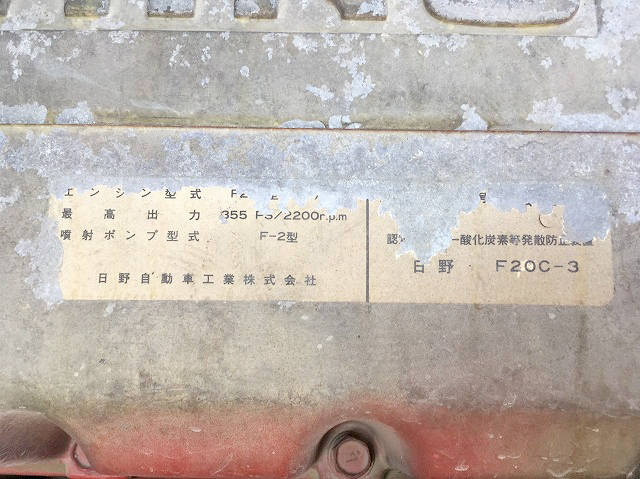 エンジン型式
最高出力 355 PS/2200r.p.m
噴射ポンプ型式 F-2型
日野自動車工業株式会社
一酸化炭素等発散防止装置
日野 F20C-3